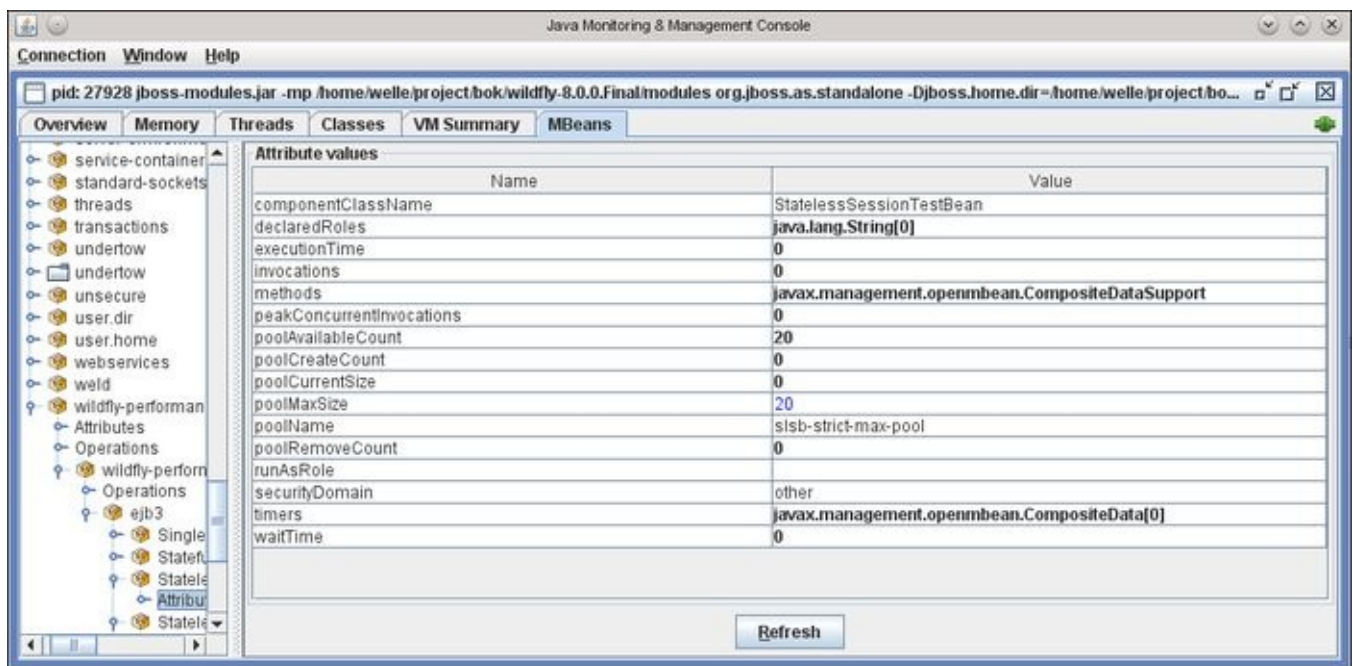 Java Monitoring & Management Console
Connection Window Help
pid: 27928 jboss-modules.jar -mp /home/welle/project/bok/wildfly-8.0.0.Final/modules org.jboss.as.standalone -Djboss.home.dir=/home/welle/project/bo...
Overview Memory Threads Classes VM Summary MBeans
service-container
standard-sockets
threads
transactions
undertow
undertow
unsecure
user.dir
user.home
webservices
weld
wildfly-performan
Attributes
Operations
wildfly-perforn
Operations
ejb3
Single
Statefu
Statele
Attribu
Statele
Attribute values
Name Value
componentClassName StatelessSessionTestBean
declaredRoles java.lang.String[0]
executionTime 0
invocations 0
methods javax.management.openmbean.CompositeDataSupport
peakConcurrentInvocations 0
poolAvailableCount 20
poolCreateCount 0
poolCurrentSize 0
poolMaxSize 20
poolName slsb-strict-max-pool
poolRemoveCount 0
runAsRole
securityDomain other
timers javax.management.openmbean.CompositeData[0]
waitTime 0
Refresh